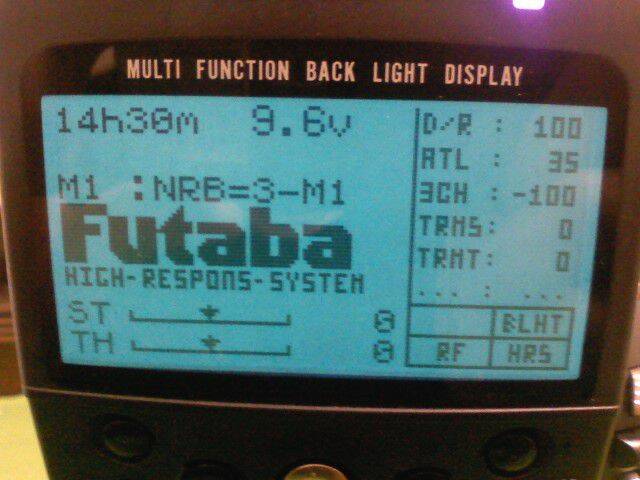 MULTI FUNCTION BACK LIGHT DISPLAY
14h30m 9.6v
M1 :NRB=3-M1
Futaba
HIGH-RESPONS-SYSTEM
ST 0
TH 0
D/R : 100
ATL : 35
3CH : -100
TRMS: 0
TRMT: 0
... : ...
BLHT
RF HRS